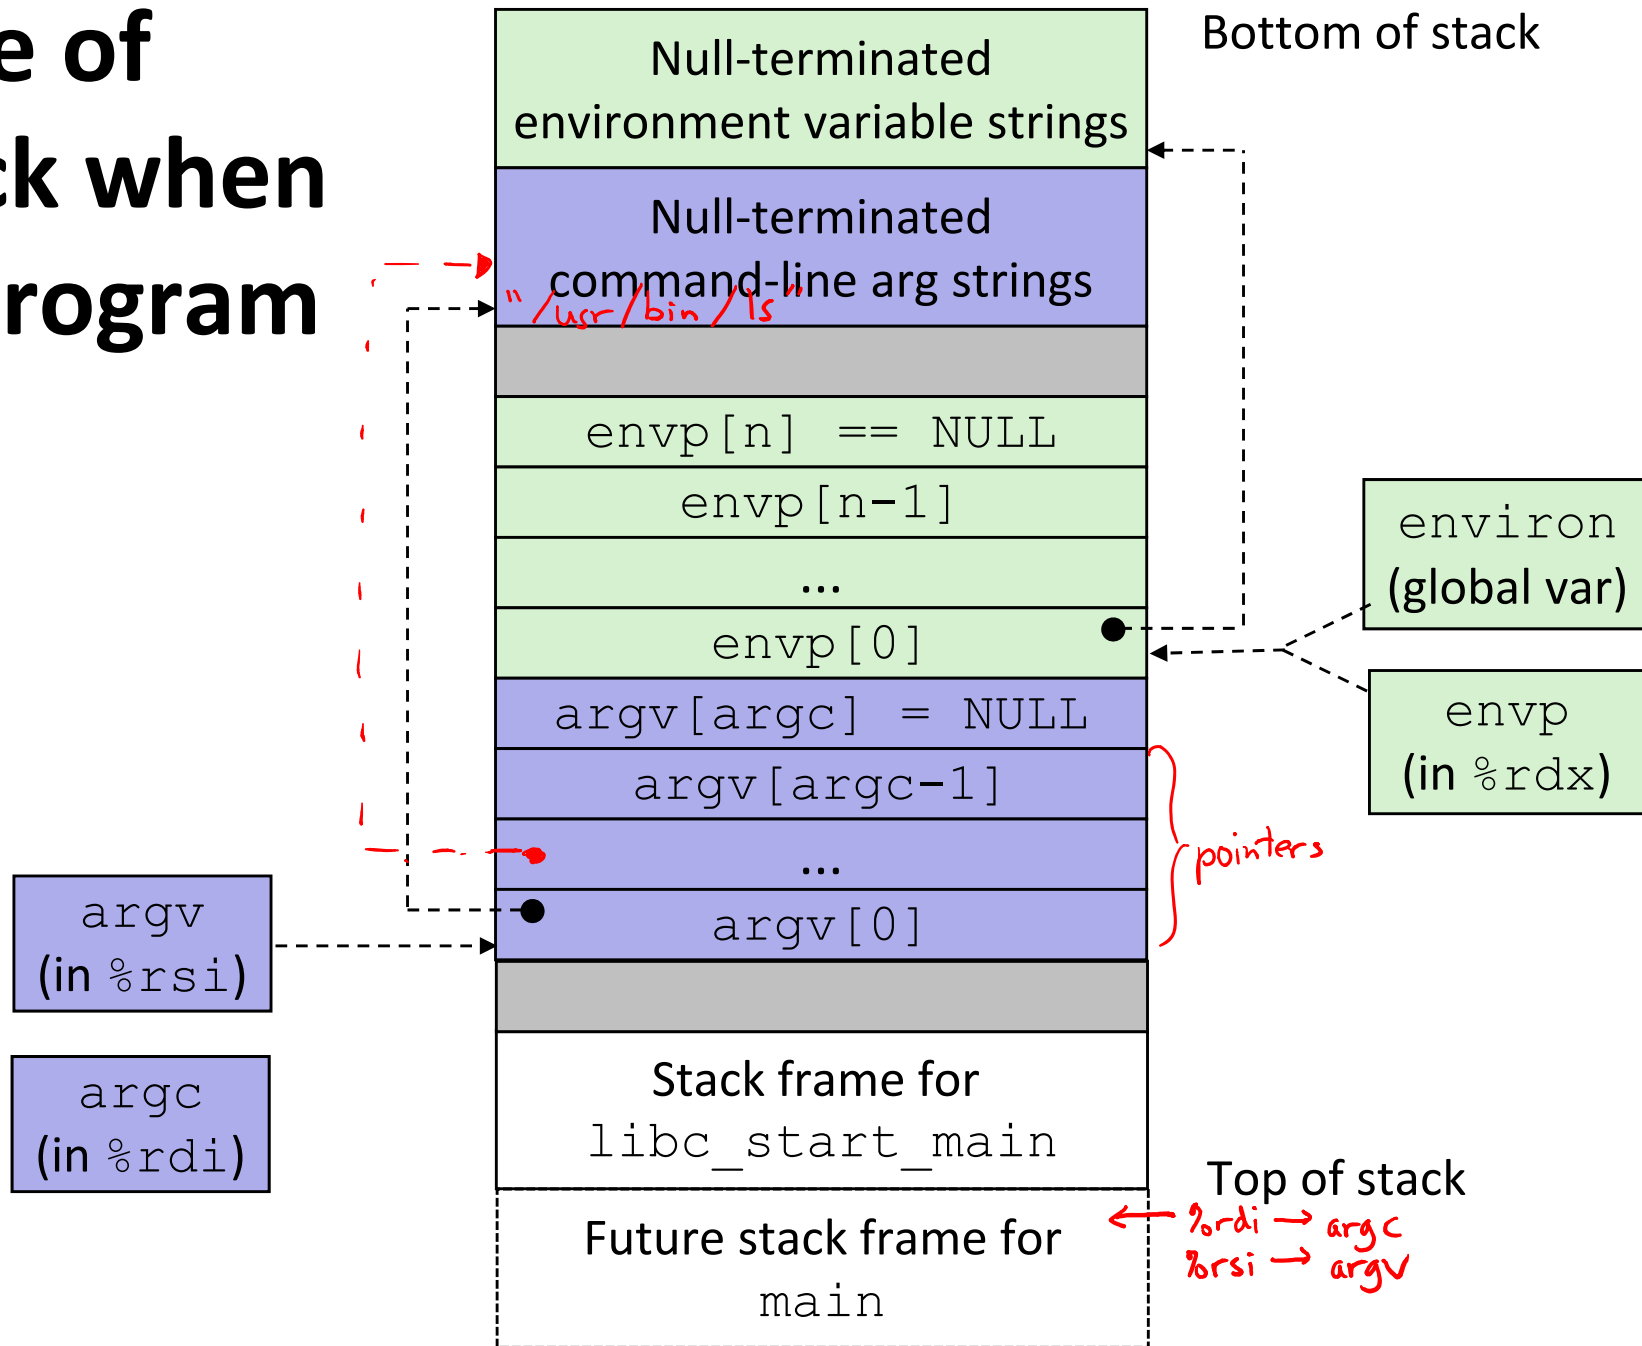 e of
ck when
rogram
Bottom of stack
Null-terminated
environment variable strings
Null-terminated
command-line arg strings
"/usr/bin/ls"
envp[n] == NULL
envp[n-1]
...
envp[0]
argv[argc] = NULL
argv[argc-1]
...
argv[0]
pointers
environ
(global var)
envp
(in %rdx)
argv
(in %rsi)
argc
(in %rdi)
Stack frame for
libc_start_main
Top of stack
%rdi → argc
%rsi → argv
Future stack frame for
main